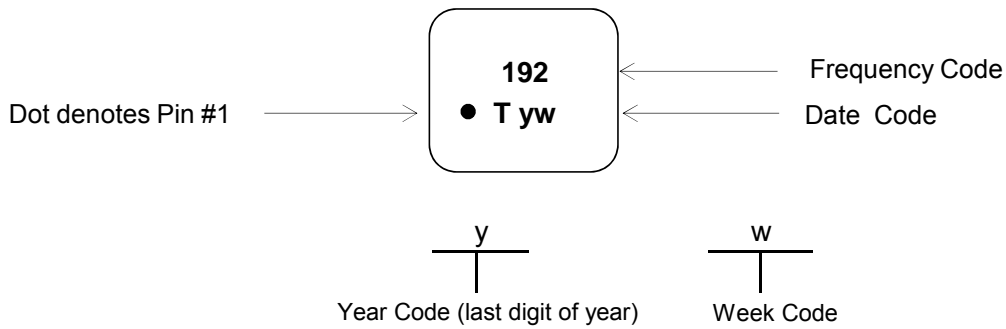 192
Frequency Code
Dot denotes Pin #1
T yw
Date Code
y
w
Year Code (last digit of year)
Week Code